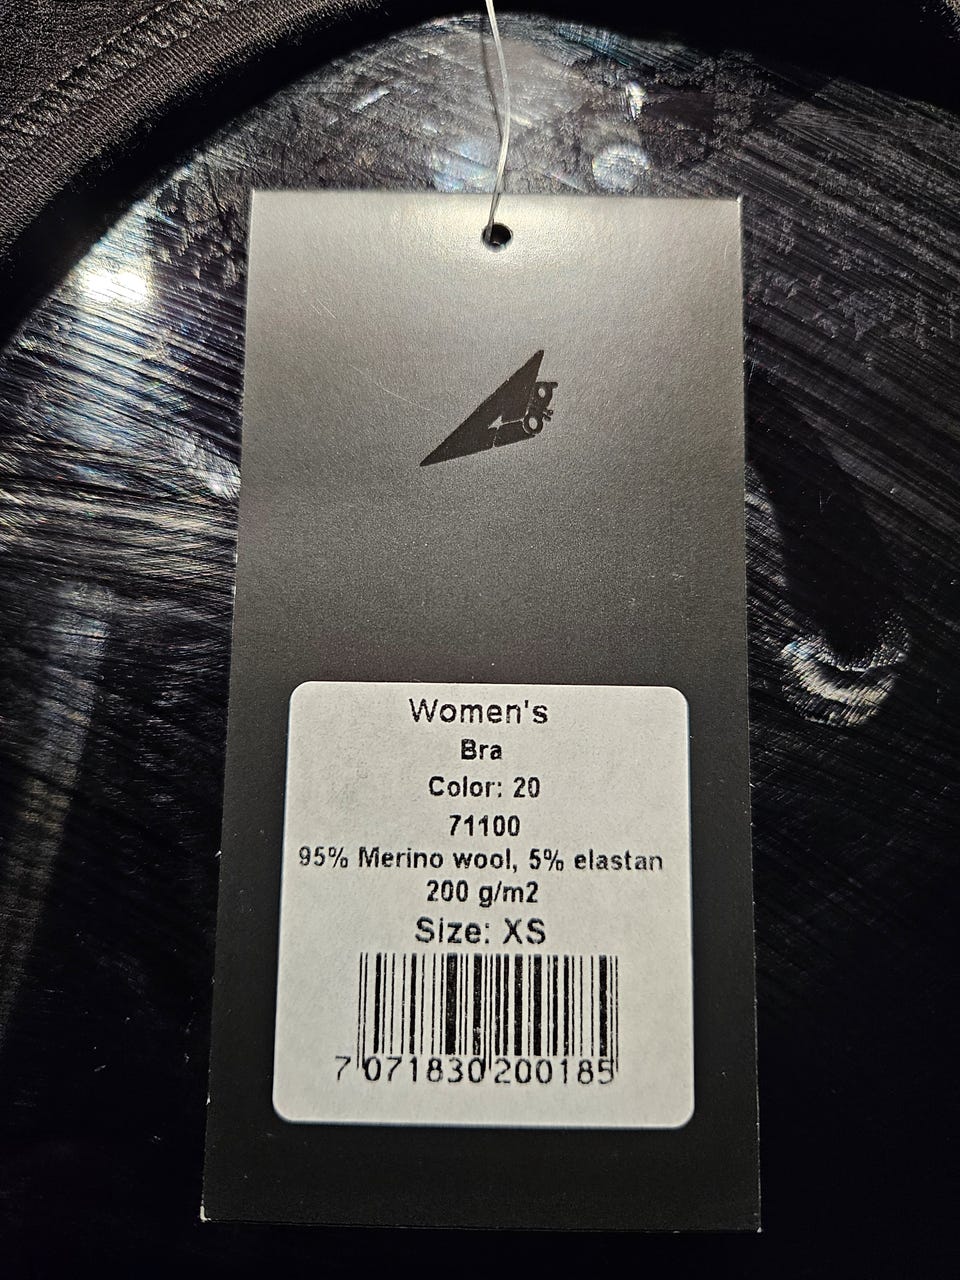 Women's
Bra
Color: 20
71100
95% Merino wool, 5% elastan
200 g/m2
Size: XS
7 071830 200185